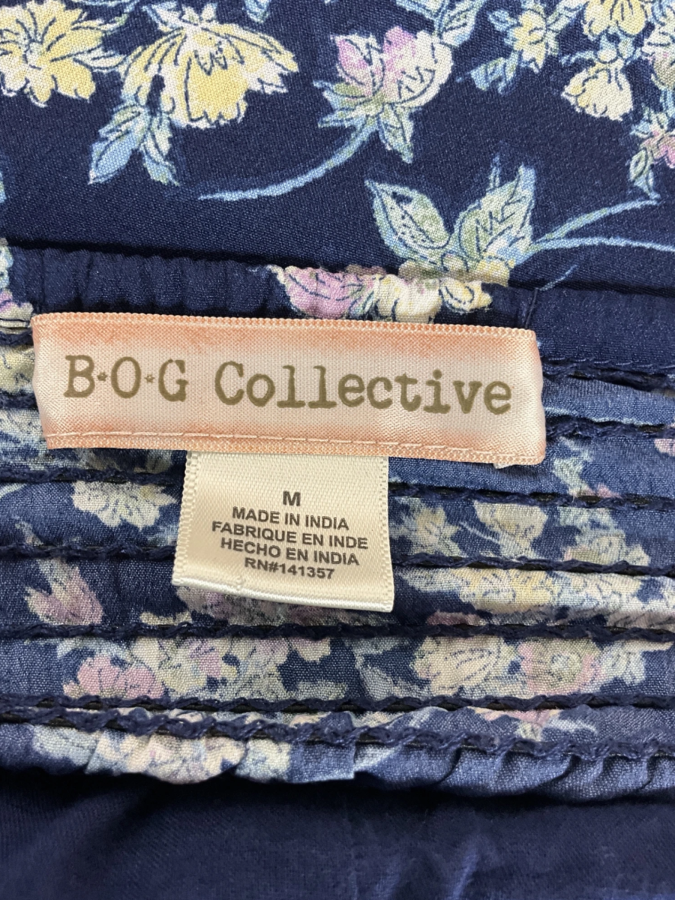 B*O*G Collective
M
MADE IN INDIA
FABRIQUE EN INDE
HECHO EN INDIA
RN#141357